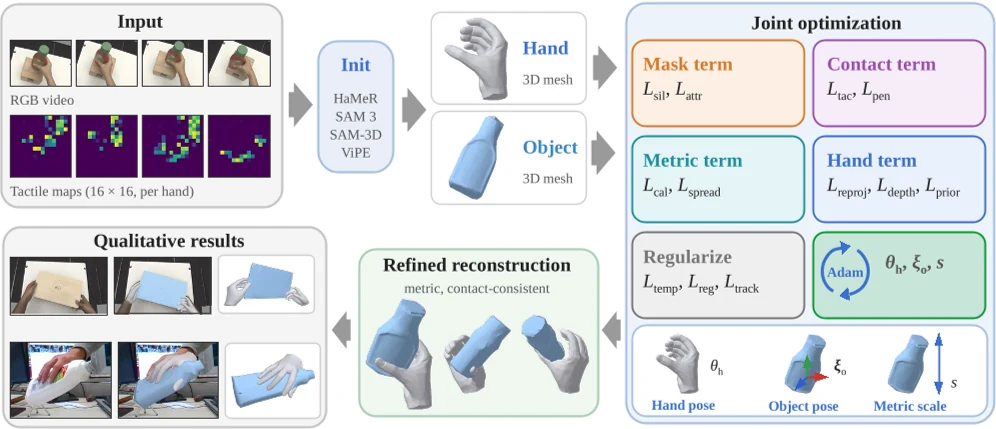 Input
RGB video
Tactile maps (16 × 16, per hand)
Init
HaMeR
SAM 3
SAM-3D
ViPE
Hand
3D mesh
Object
3D mesh
Joint optimization
Mask term
L_sil, L_attr
Contact term
L_tac, L_pen
Metric term
L_cal, L_spread
Hand term
L_reproj, L_depth, L_prior
Regularize
L_temp, L_reg, L_track
Adam
θ_h, ξ_o, s
θ_h
Hand pose
ξ_o
Object pose
s
Metric scale
Refined reconstruction
metric, contact-consistent
Qualitative results